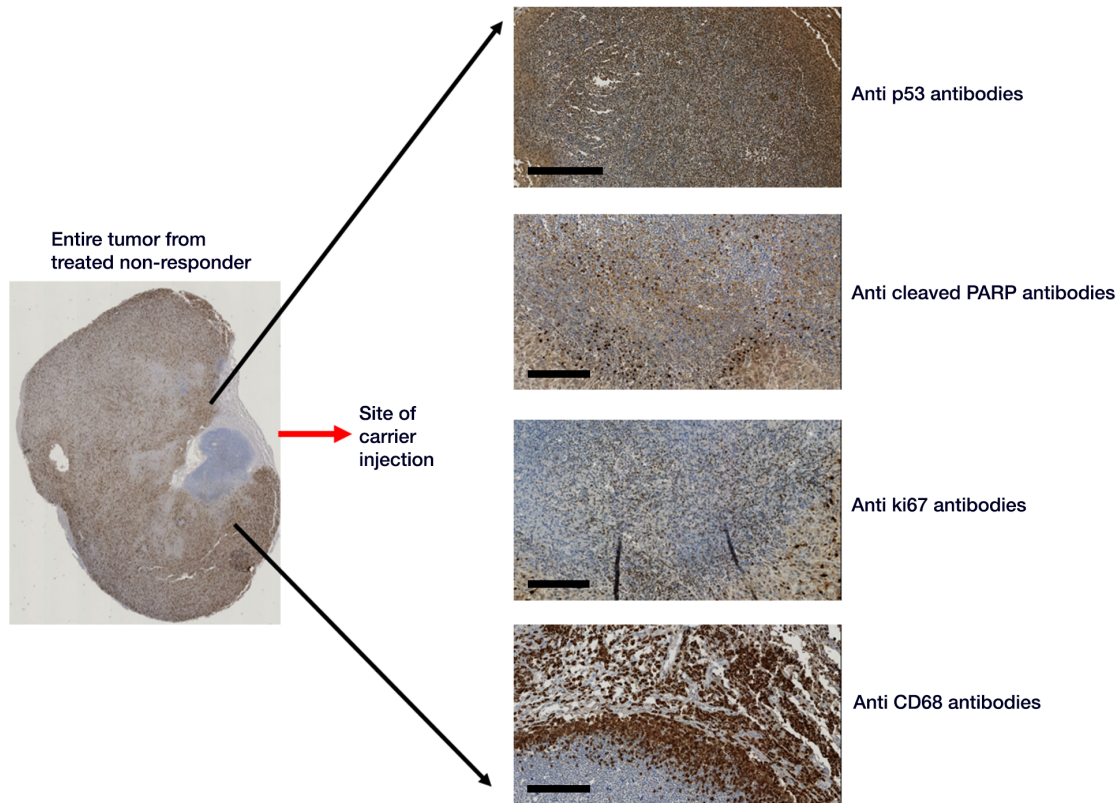 Entire tumor from
treated non-responder
Site of
carrier
injection
Anti p53 antibodies
Anti cleaved PARP antibodies
Anti ki67 antibodies
Anti CD68 antibodies